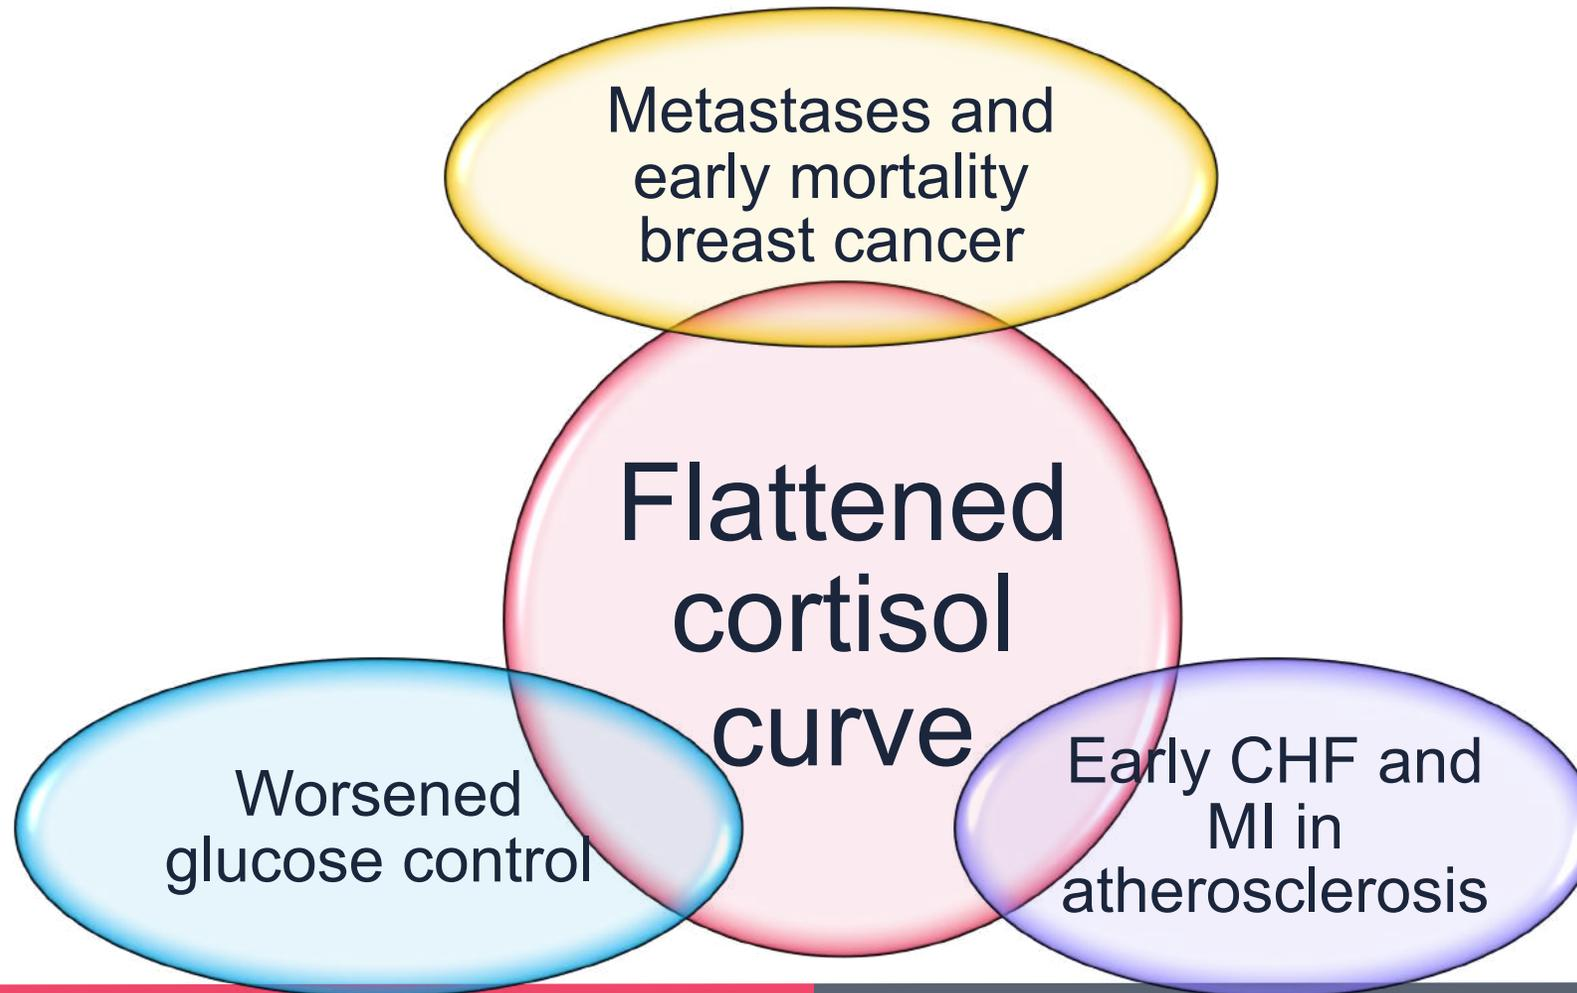 Metastases and
early mortality
breast cancer
Flattened
cortisol
curve
Worsened
glucose control
Early CHF and
MI in
atherosclerosis